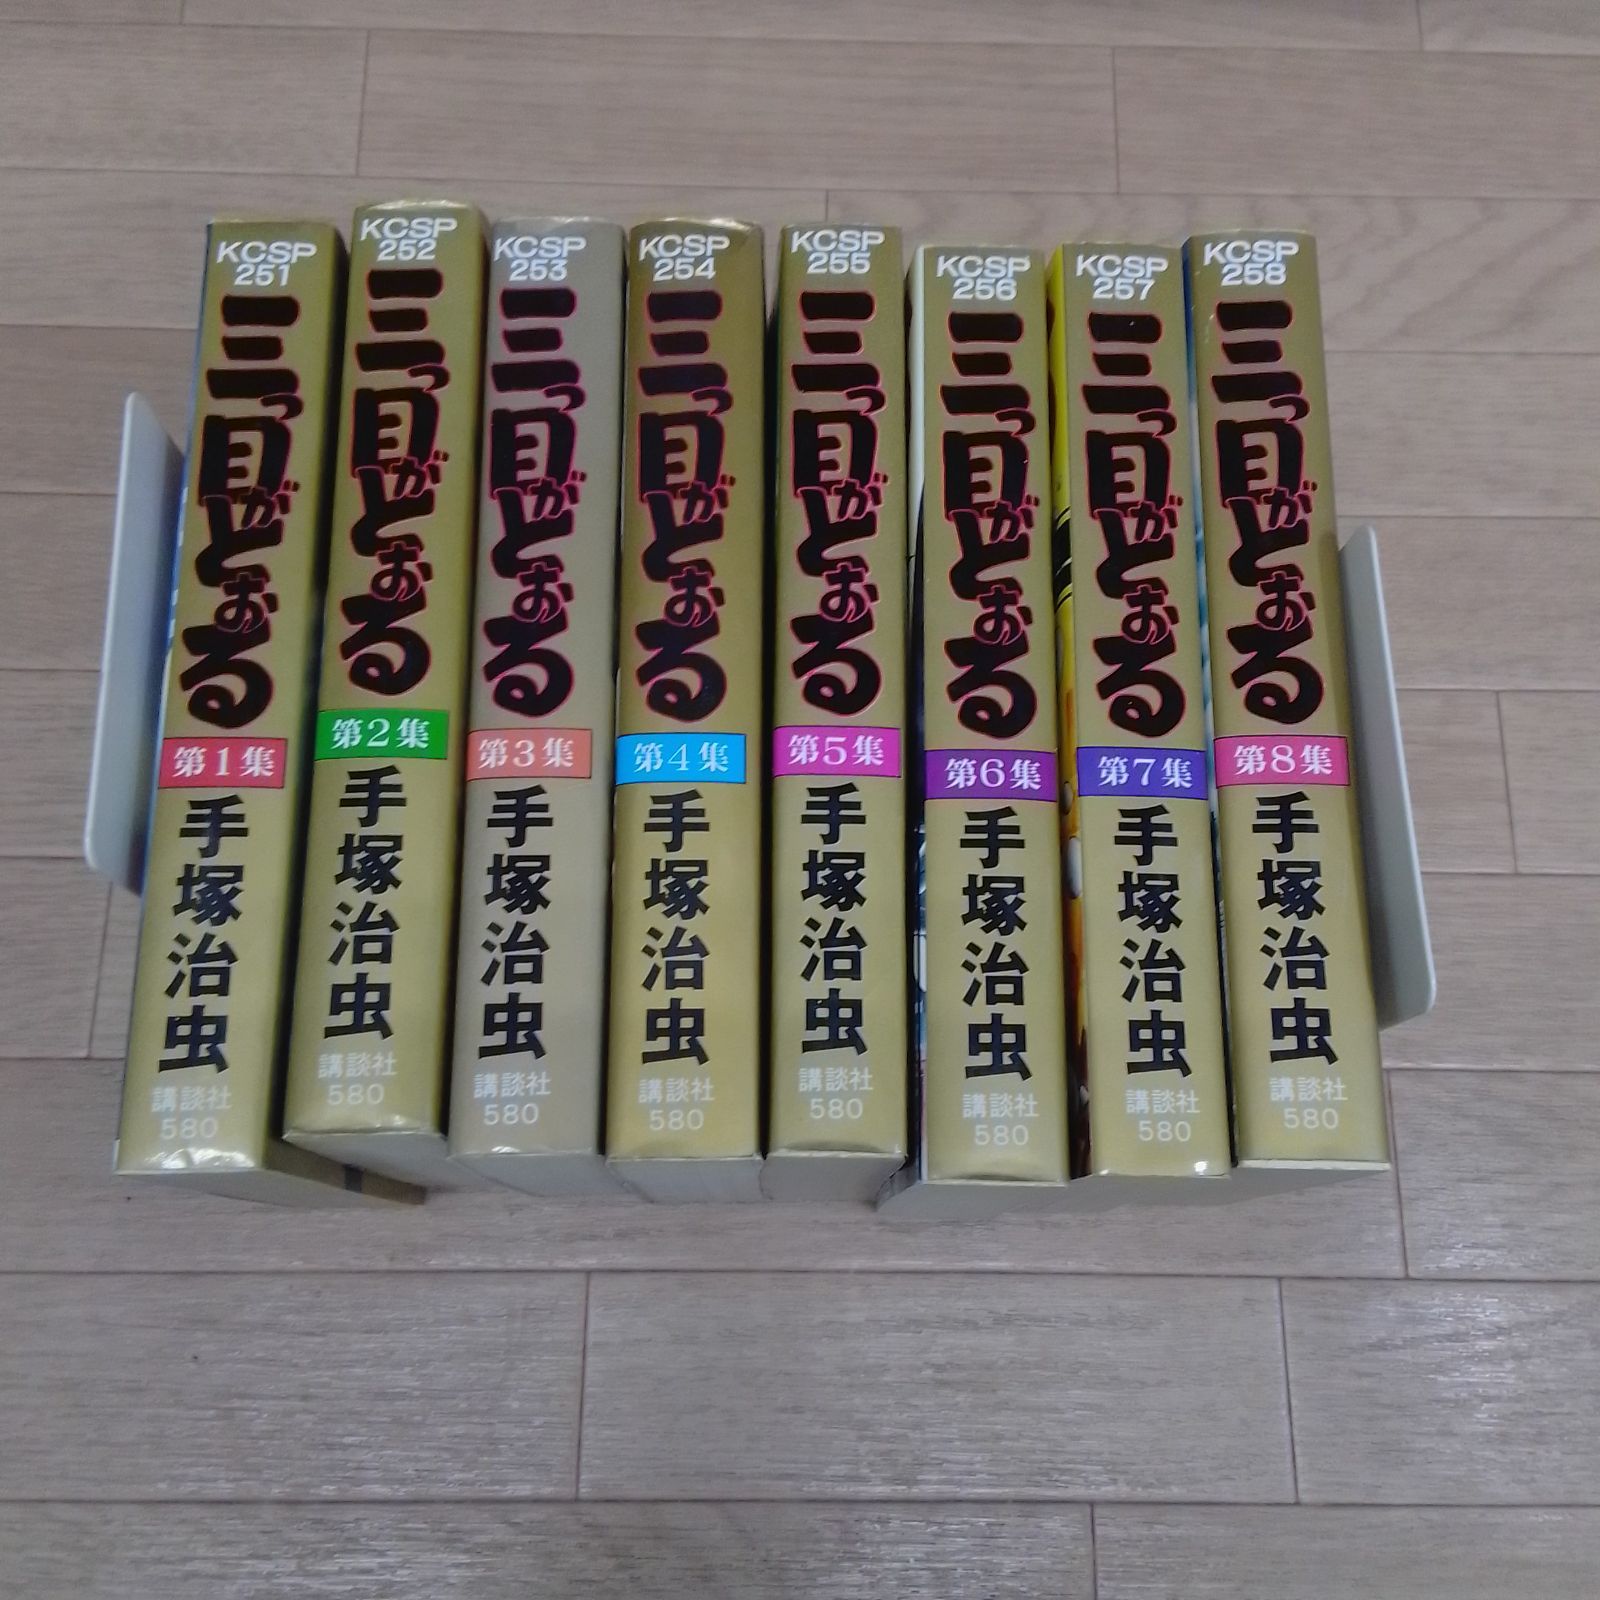 KCSP
251
三つ目がとおる
第1集
手塚治虫
講談社
580
KCSP
252
三つ目がとおる
第2集
手塚治虫
講談社
580
KCSP
253
三つ目がとおる
第3集
手塚治虫
講談社
580
KCSP
254
三つ目がとおる
第4集
手塚治虫
講談社
580
KCSP
255
三つ目がとおる
第5集
手塚治虫
講談社
580
KCSP
256
三つ目がとおる
第6集
手塚治虫
講談社
580
KCSP
257
三つ目がとおる
第7集
手塚治虫
講談社
580
KCSP
258
三つ目がとおる
第8集
手塚治虫
講談社
580